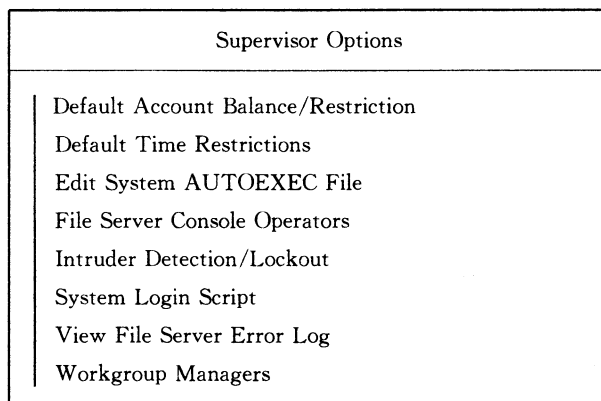 Supervisor Options
Default Account Balance/Restriction
Default Time Restrictions
Edit System AUTOEXEC File
File Server Console Operators
Intruder Detection/Lockout
System Login Script
View File Server Error Log
Workgroup Managers